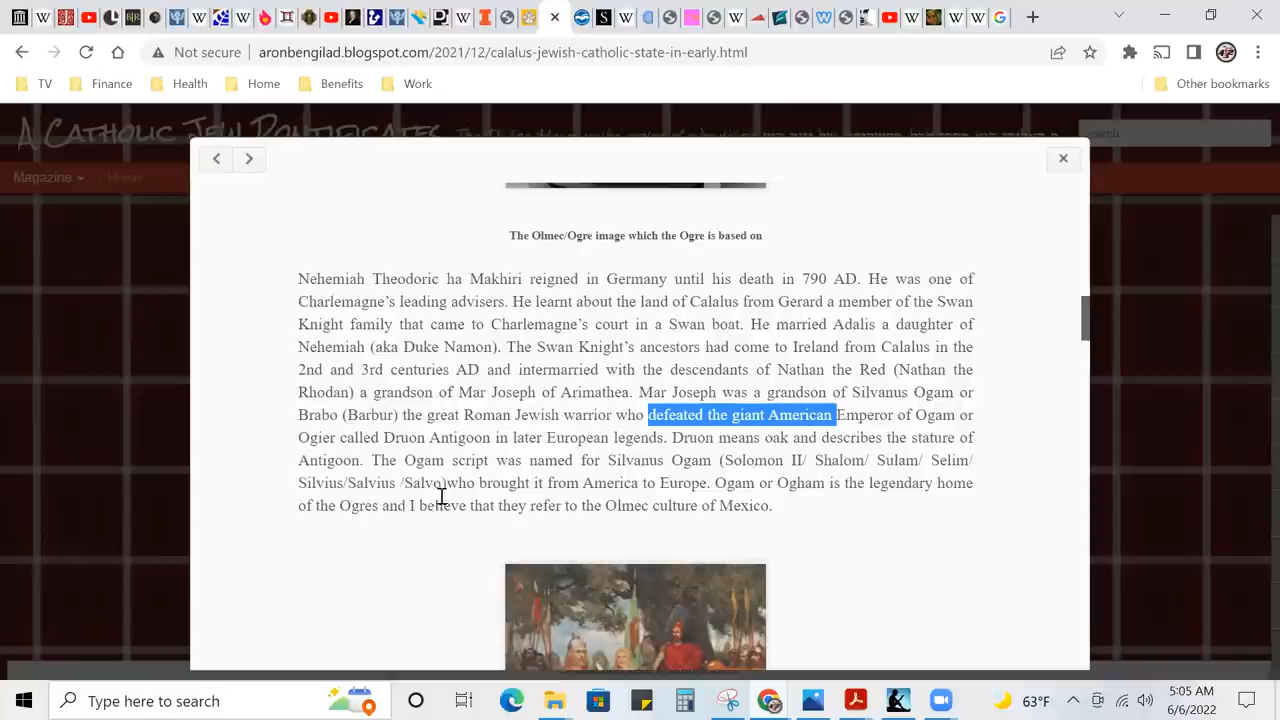 Not secure
aronbengilad.blogspot.com/2021/12/calalus-jewish-catholic-state-in-early.html
TV Finance Health Home Benefits Work Other bookmarks
A Catholic Jew Pontificates
search
Magazine Home
The Olmec/Ogre image which the Ogre is based on
Nehemiah Theodoric ha Makhiri reigned in Germany until his death in 790 AD. He was one of
Charlemagne's leading advisers. He learnt about the land of Calalus from Gerard a member of the Swan
Knight family that came to Charlemagne's court in a Swan boat. He married Adalis a daughter of
Nehemiah (aka Duke Namon). The Swan Knight's ancestors had come to Ireland from Calalus in the
2nd and 3rd centuries AD and intermarried with the descendants of Nathan the Red (Nathan the
Rhodan) a grandson of Mar Joseph of Arimathea. Mar Joseph was a grandson of Silvanus Ogam or
Brabo (Barbur) the great Roman Jewish warrior who defeated the giant American Emperor of Ogam or
Ogier called Druon Antigoon in later European legends. Druon means oak and describes the stature of
Antigoon. The Ogam script was named for Silvanus Ogam (Solomon II/ Shalom/ Sulam/ Selim/
Silvius/Salvius /Salvo)who brought it from America to Europe. Ogam or Ogham is the legendary home
of the Ogres and I believe that they refer to the Olmec culture of Mexico.
Type here to search
63°F
5:05 AM
6/6/2022